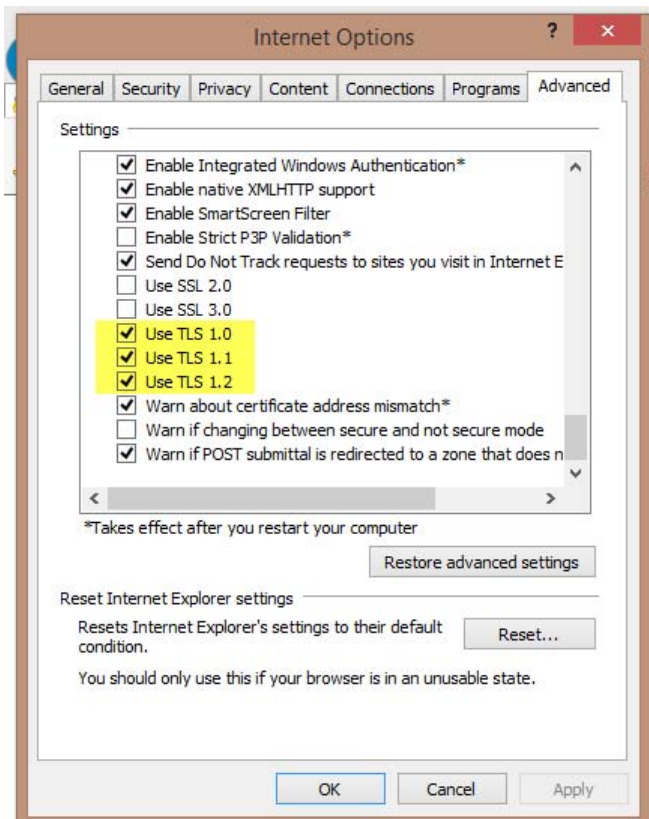 Internet Options
?
General Security Privacy Content Connections Programs Advanced
Settings
Enable Integrated Windows Authentication*
Enable native XMLHTTP support
Enable SmartScreen Filter
Enable Strict P3P Validation*
Send Do Not Track requests to sites you visit in Internet E
Use SSL 2.0
Use SSL 3.0
Use TLS 1.0
Use TLS 1.1
Use TLS 1.2
Warn about certificate address mismatch*
Warn if changing between secure and not secure mode
Warn if POST submittal is redirected to a zone that does n
*Takes effect after you restart your computer
Restore advanced settings
Reset Internet Explorer settings
Resets Internet Explorer's settings to their default
condition.
Reset...
You should only use this if your browser is in an unusable state.
OK Cancel Apply